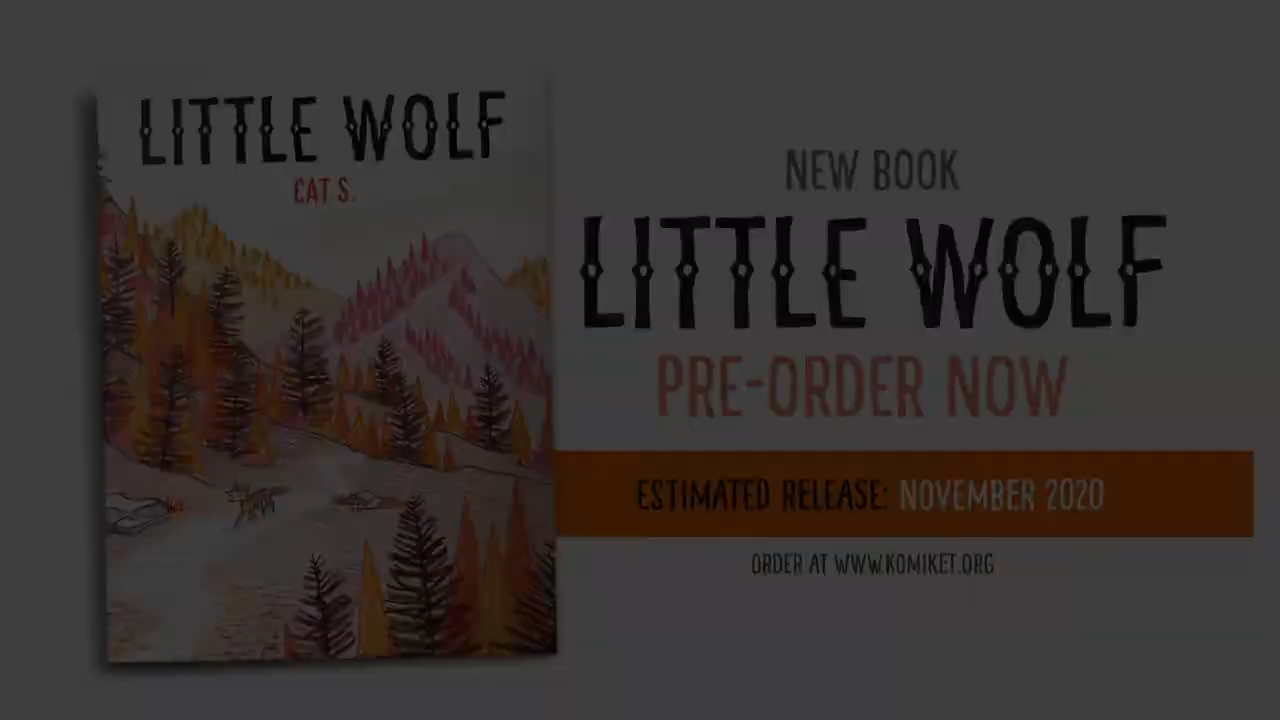 LITTLE WOLF
CAT S.
NEW BOOK
LITTLE WOLF
PRE-ORDER NOW
ESTIMATED RELEASE: NOVEMBER 2020
ORDER AT WWW.KOMIKET.ORG